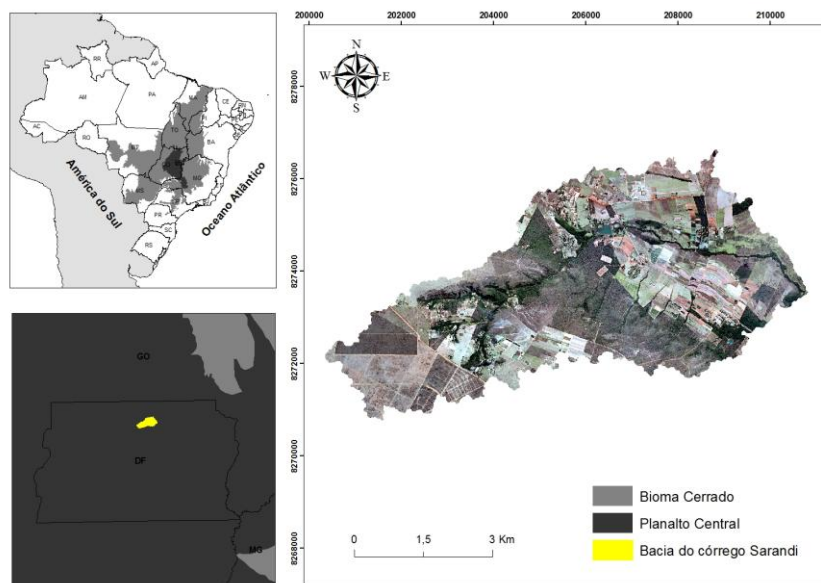 RR
AP
AM
PA
MA
CE
RN
AC
RO
TO
BA
MT
MG
MS
PR
SC
RS
América do Sul
Oceano Atlântico
GO
DF
MG
200000 202000 204000 206000 208000 210000
8278000
8276000
8274000
8272000
8270000
8268000
N
W E
S
0 1,5 3 Km
Bioma Cerrado
Planalto Central
Bacia do córrego Sarandi